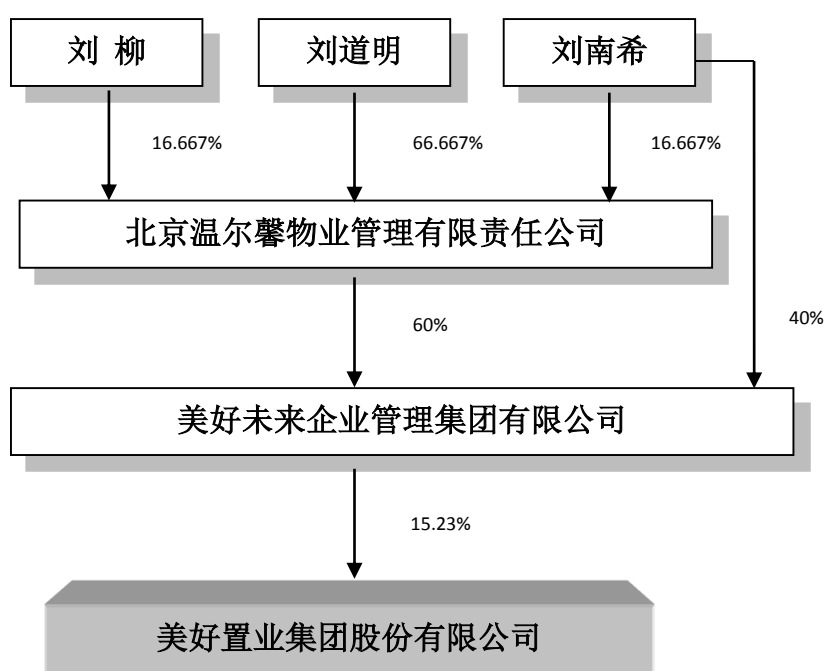 刘 柳
刘道明
刘南希
16.667%
66.667%
16.667%
北京温尔馨物业管理有限责任公司
60%
40%
美好未来企业管理集团有限公司
15.23%
美好置业集团股份有限公司